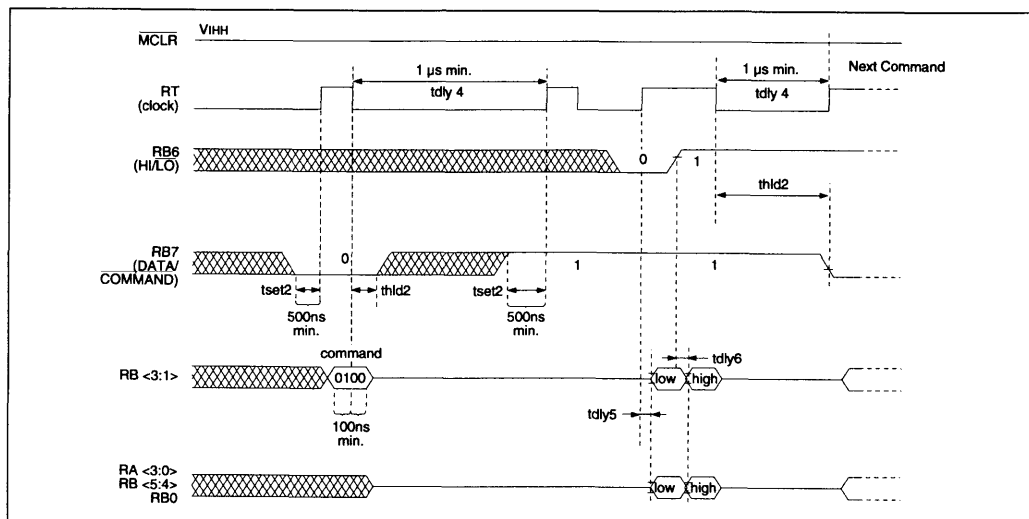 MCLR
VIHH
1 µs min.
1 µs min.
Next Command
RT
(clock)
tdly 4
tdly 4
RB6
(HI/LO)
0
1
thld2
RB7
(DATA/
COMMAND)
0
1
1
tset2
thld2
tset2
500ns
min.
500ns
min.
command
tdly6
RB <3:1>
0100
low
high
tdly5
100ns
min.
RA <3:0>
RB <5:4>
RB0
low
high